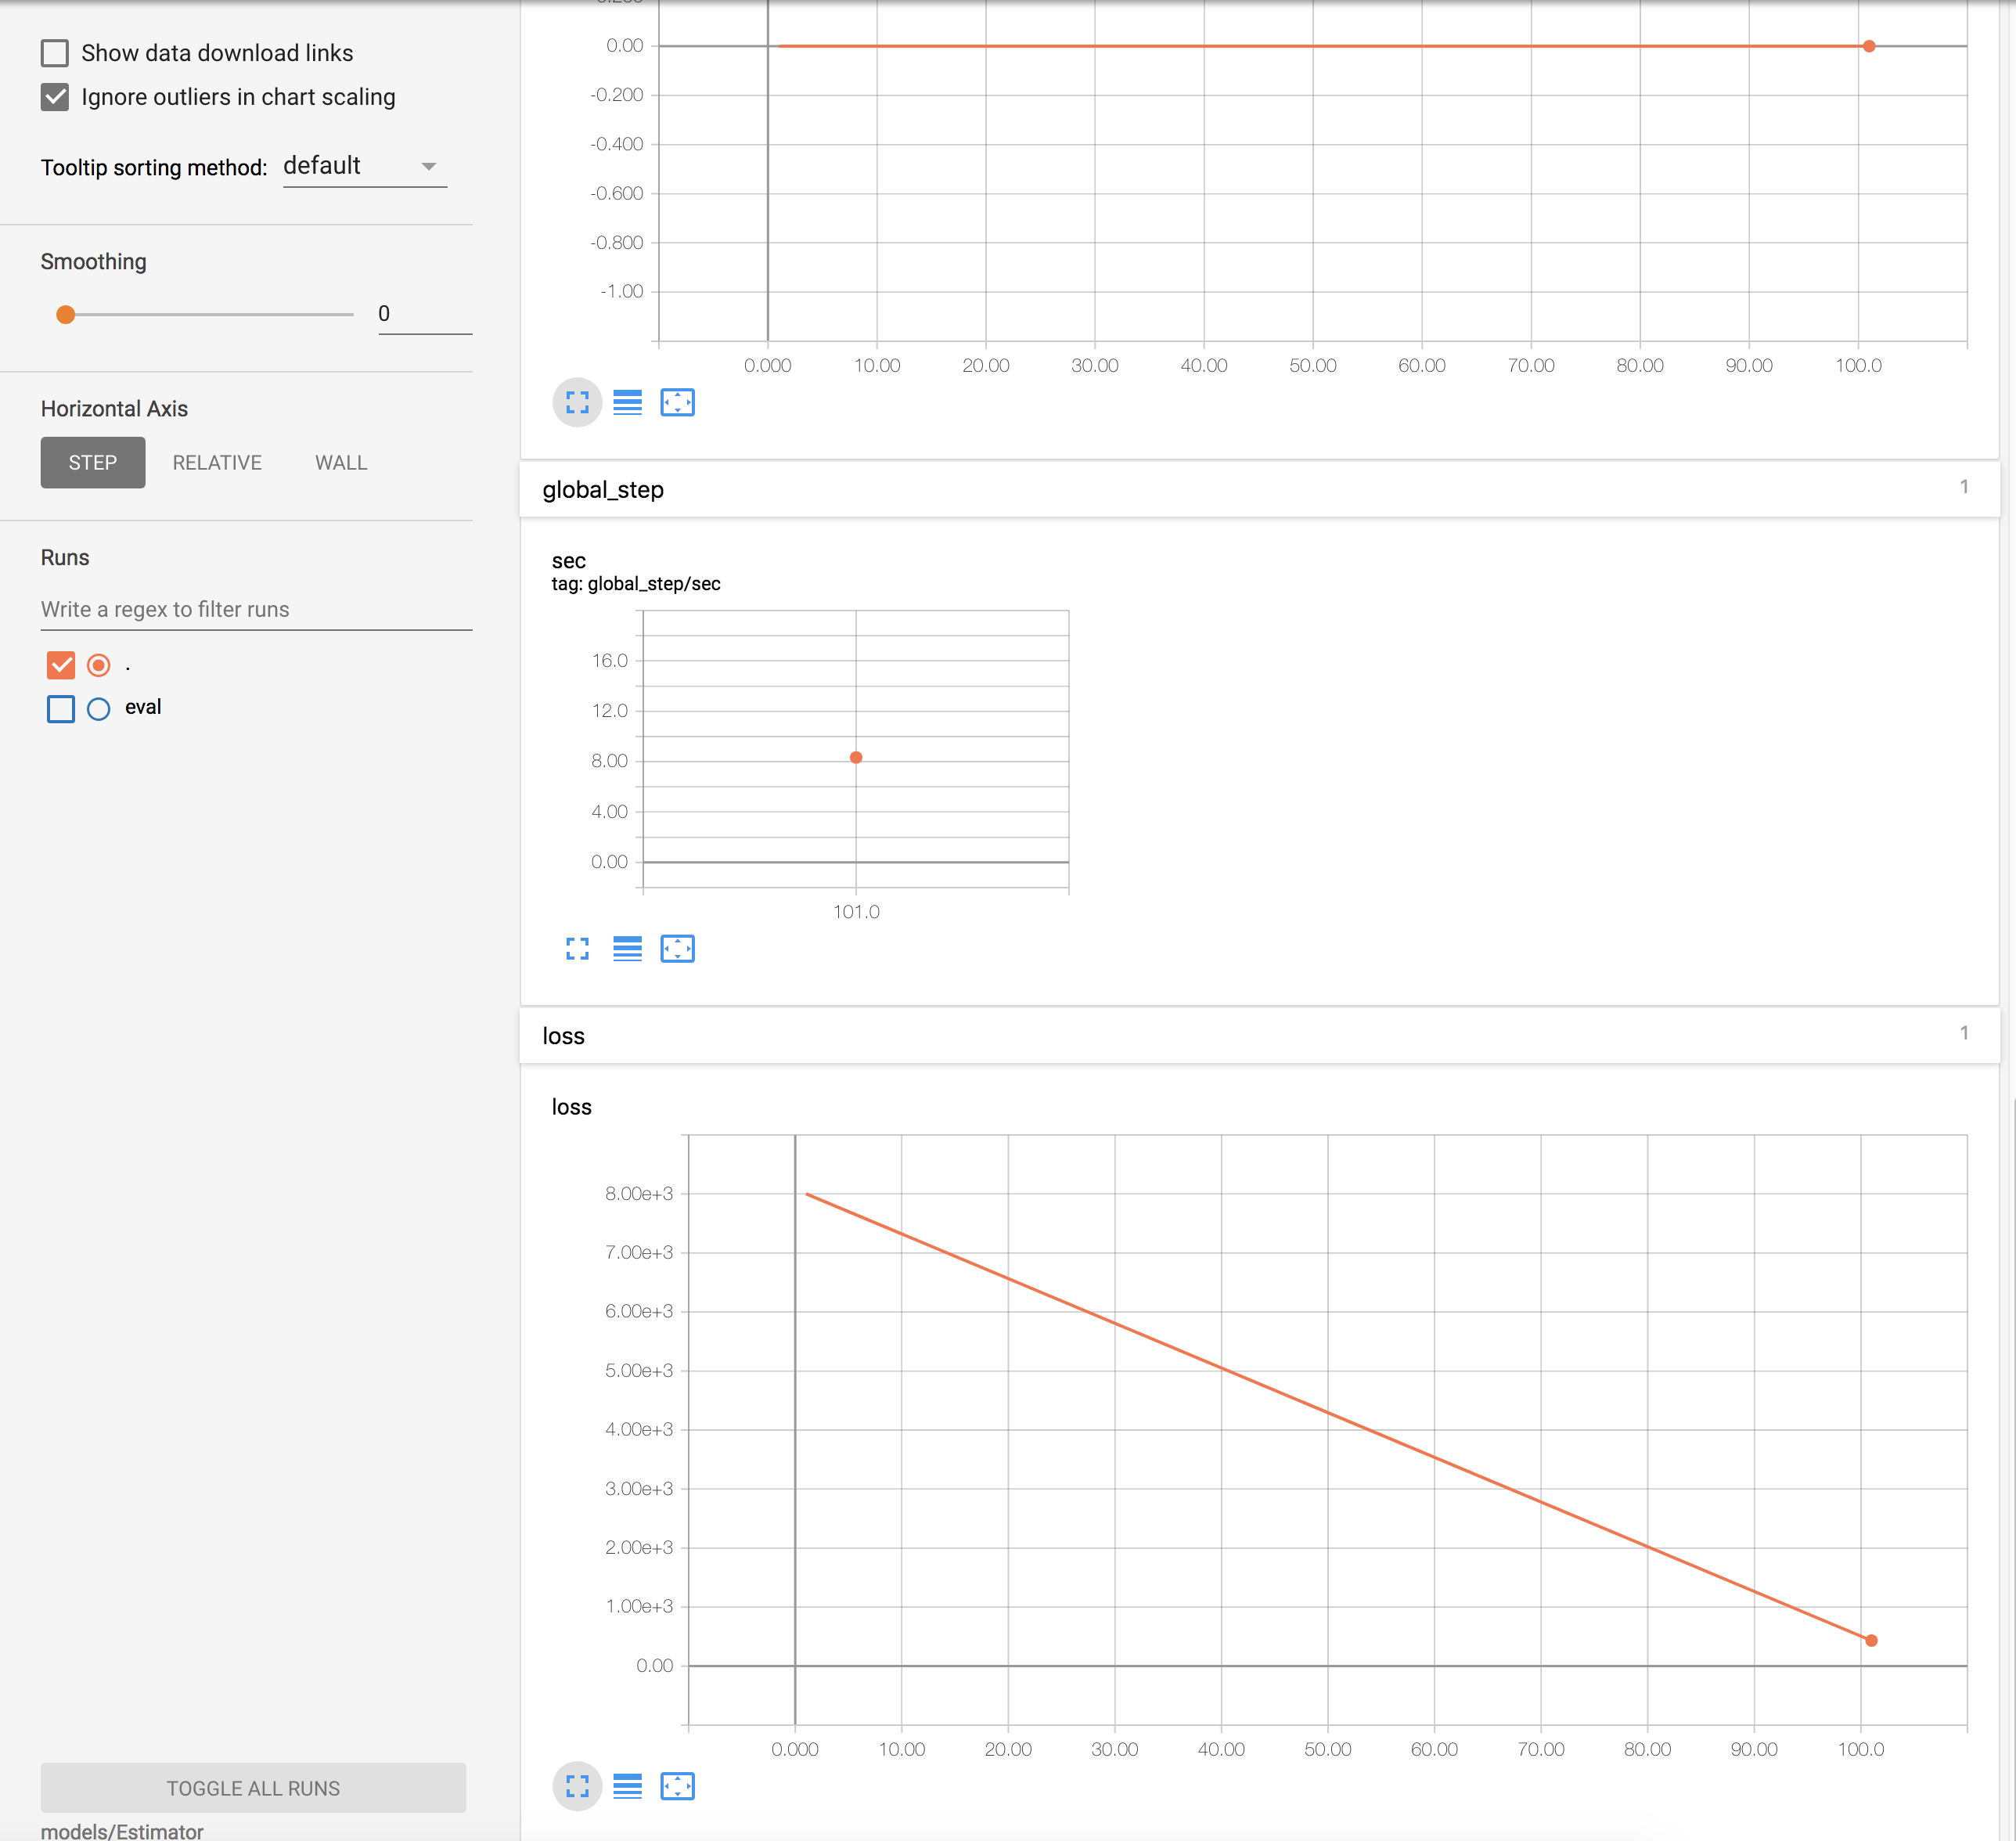 Show data download links
Ignore outliers in chart scaling
Tooltip sorting method: default
Smoothing
0
Horizontal Axis
STEP RELATIVE WALL
Runs
Write a regex to filter runs
.
eval
TOGGLE ALL RUNS
models/Estimator
0.00
-0.200
-0.400
-0.600
-0.800
-1.00
0.000 10.00 20.00 30.00 40.00 50.00 60.00 70.00 80.00 90.00 100.0
global_step 1
sec
tag: global_step/sec
16.0
12.0
8.00
4.00
0.00
101.0
loss 1
loss
8.00e+3
7.00e+3
6.00e+3
5.00e+3
4.00e+3
3.00e+3
2.00e+3
1.00e+3
0.00
0.000 10.00 20.00 30.00 40.00 50.00 60.00 70.00 80.00 90.00 100.0